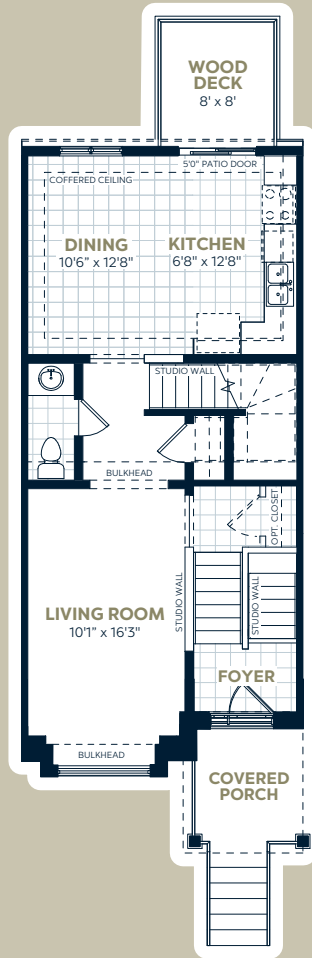 WOOD
DECK
8' x 8'
5'0" PATIO DOOR
COFFERED CEILING
DINING
10'6" x 12'8"
KITCHEN
6'8" x 12'8"
STUDIO WALL
BULKHEAD
OPT. CLOSET
STUDIO WALL
STUDIO WALL
LIVING ROOM
10'1" x 16'3"
FOYER
BULKHEAD
COVERED
PORCH